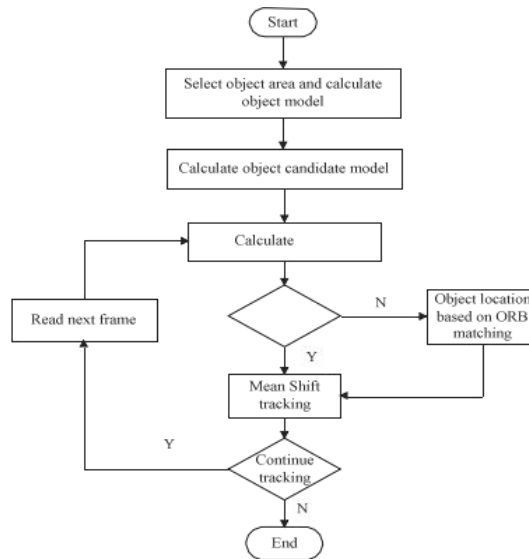 Start
Select object area and calculate
object model
Calculate object candidate model
Calculate
N
Object location
based on ORB
matching
Read next frame
Y
Mean Shift
tracking
Y
Continue
tracking
N
End